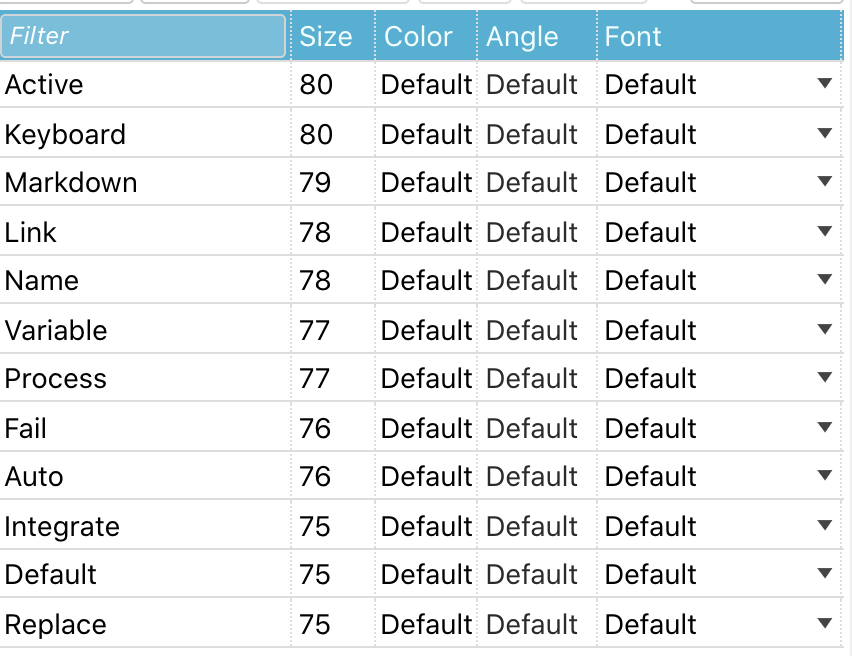 Filter Size Color Angle Font
Active 80 Default Default Default
Keyboard 80 Default Default Default
Markdown 79 Default Default Default
Link 78 Default Default Default
Name 78 Default Default Default
Variable 77 Default Default Default
Process 77 Default Default Default
Fail 76 Default Default Default
Auto 76 Default Default Default
Integrate 75 Default Default Default
Default 75 Default Default Default
Replace 75 Default Default Default